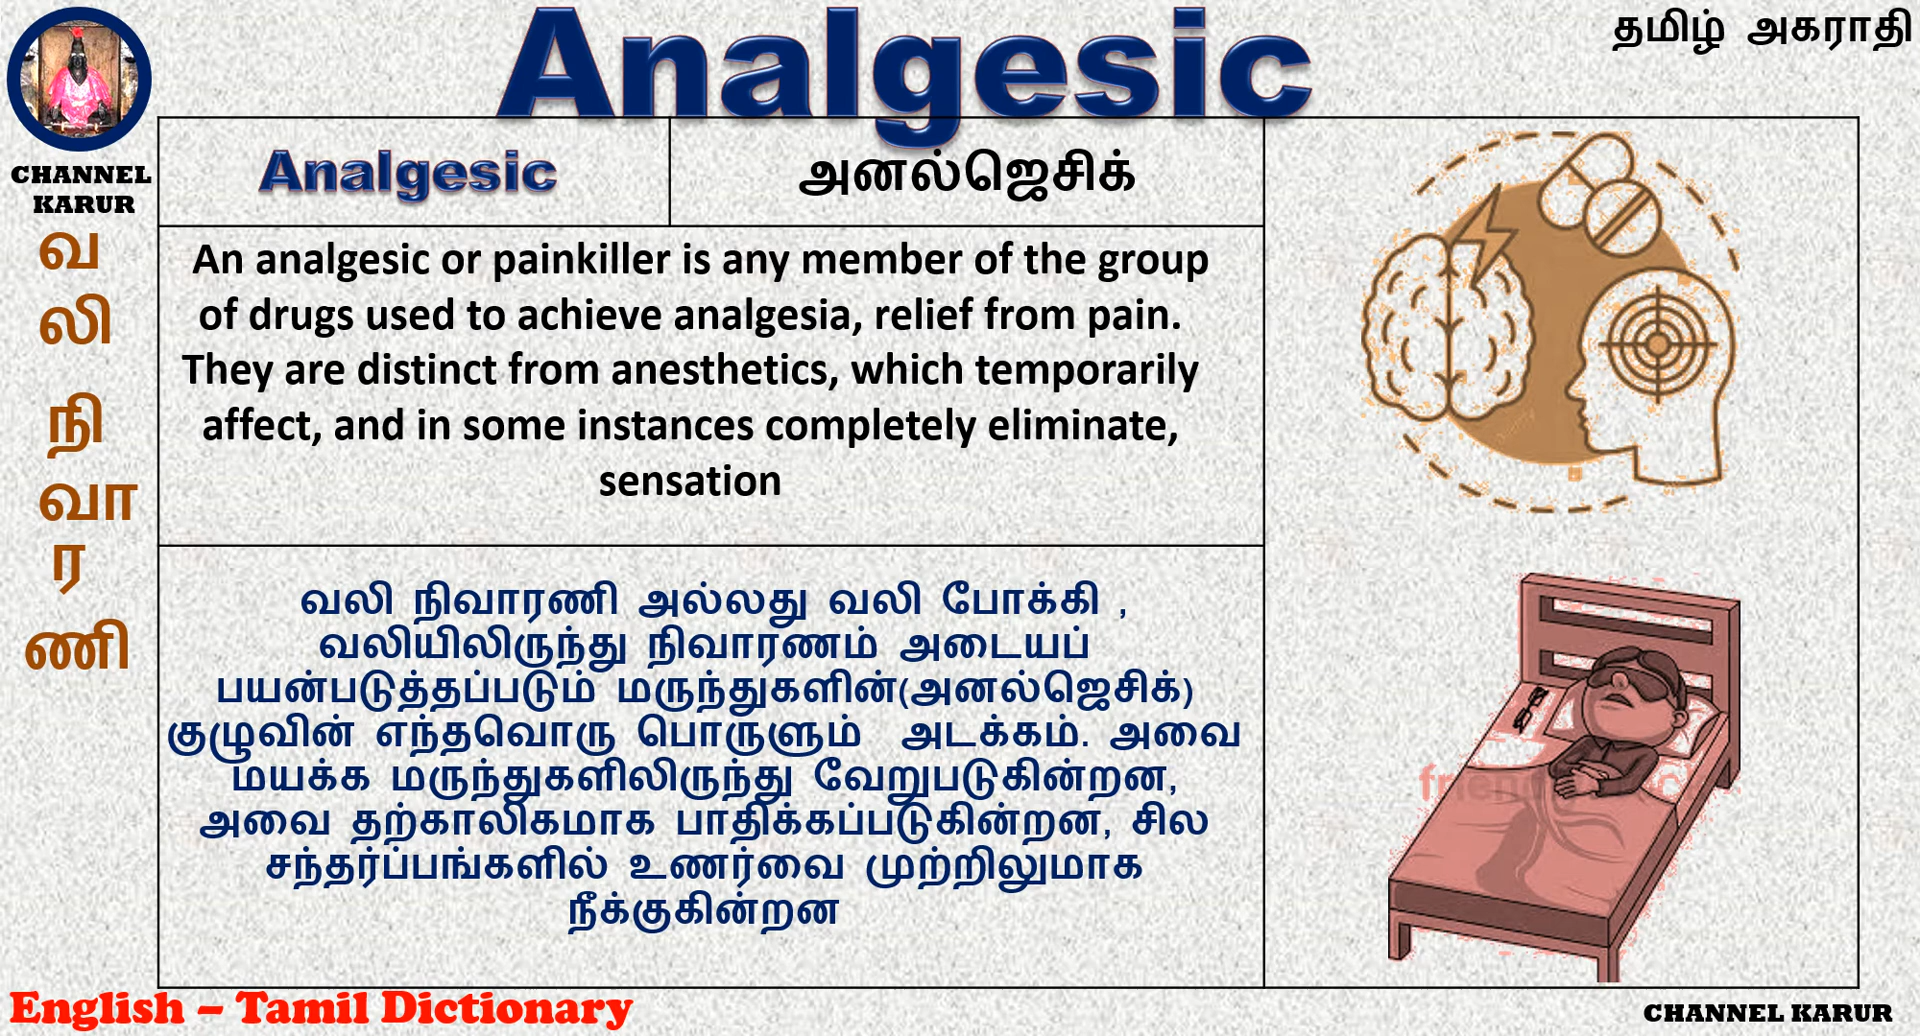 Analgesic
தமிழ் அகராதி
CHANNEL
KARUR
வ
லி
நி
வா
ர
ணி
Analgesic
அனல்ஜெசிக்
An analgesic or painkiller is any member of the group
of drugs used to achieve analgesia, relief from pain.
They are distinct from anesthetics, which temporarily
affect, and in some instances completely eliminate,
sensation
வலி நிவாரணி அல்லது வலி போக்கி ,
வலியிலிருந்து நிவாரணம் அடையப்
பயன்படுத்தப்படும் மருந்துகளின்(அனல்ஜெசிக்)
குழுவின் எந்தவொரு பொருளும் அடக்கம். அவை
மயக்க மருந்துகளிலிருந்து வேறுபடுகின்றன,
அவை தற்காலிகமாக பாதிக்கப்படுகின்றன, சில
சந்தர்ப்பங்களில் உணர்வை முற்றிலுமாக
நீக்குகின்றன
English – Tamil Dictionary
CHANNEL KARUR